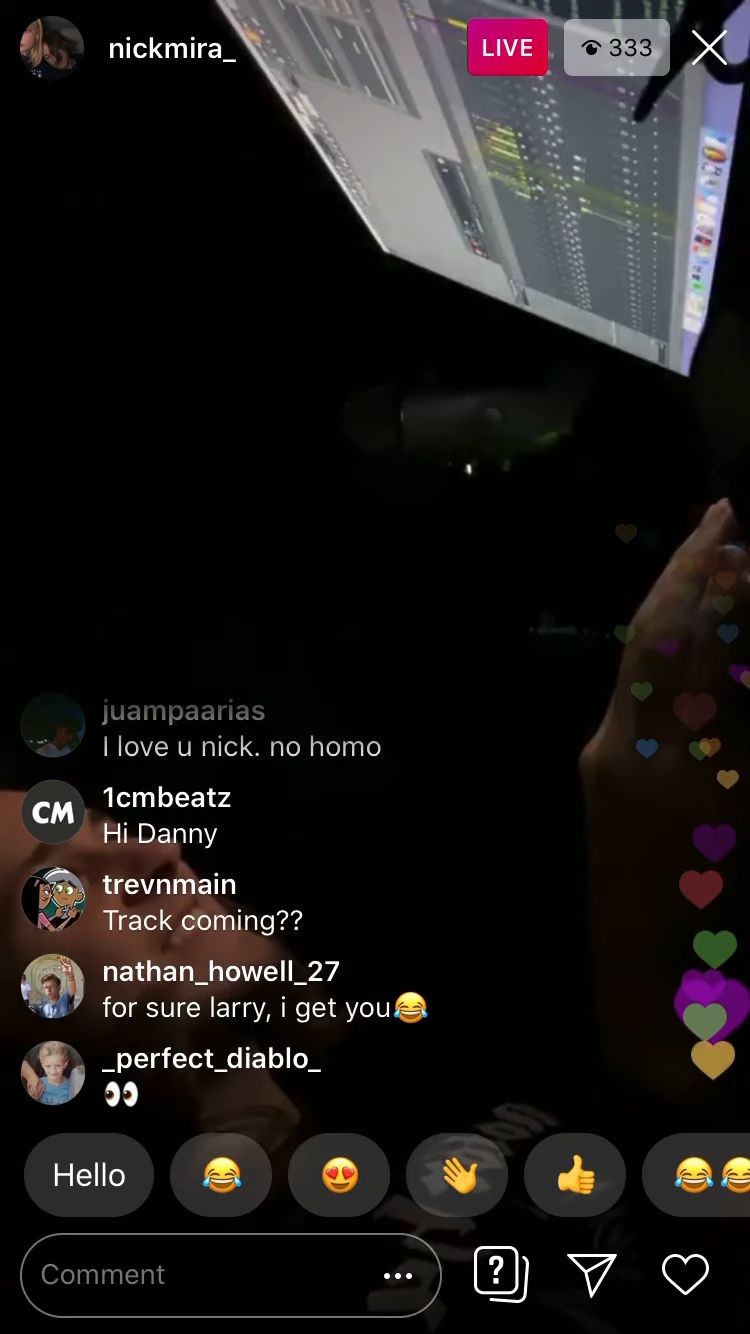 nickmira_
LIVE
333
juampaarias
I love u nick. no homo
CM
1cmbeatz
Hi Danny
trevnmain
Track coming??
nathan_howell_27
for sure larry, i get you😂
_perfect_diablo_
👀
Hello 😂 😍 👋 👍 😂😂
Comment
?